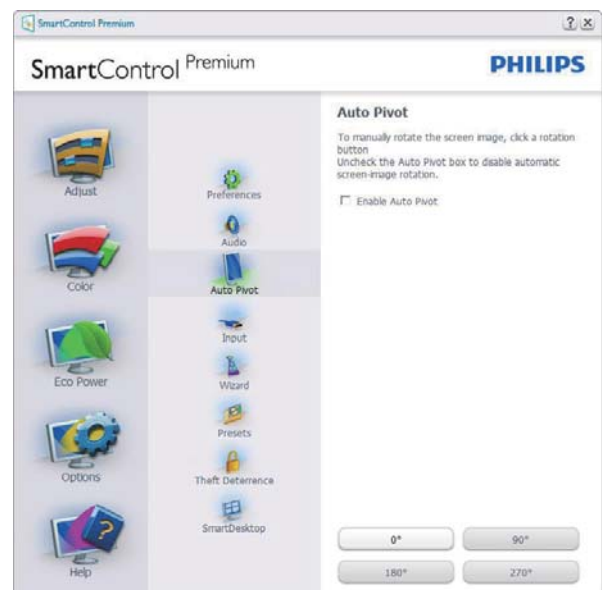 SmartControl Premium
? x
SmartControl Premium
PHILIPS
Adjust
Color
Eco Power
Options
Help
Preferences
Audio
Auto Pivot
Input
Wizard
Presets
Theft Deterrence
SmartDesktop
Auto Pivot
To manually rotate the screen image, click a rotation
button
Uncheck the Auto Pivot box to disable automatic
screen-image rotation.
Enable Auto Pivot
0°
90°
180°
270°